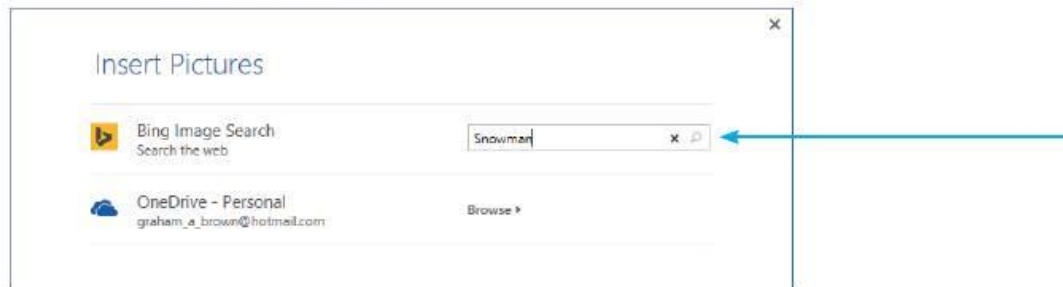 Insert Pictures
Bing Image Search
Search the web
Snowman
OneDrive - Personal
graham_a_brown@hotmail.com
Browse